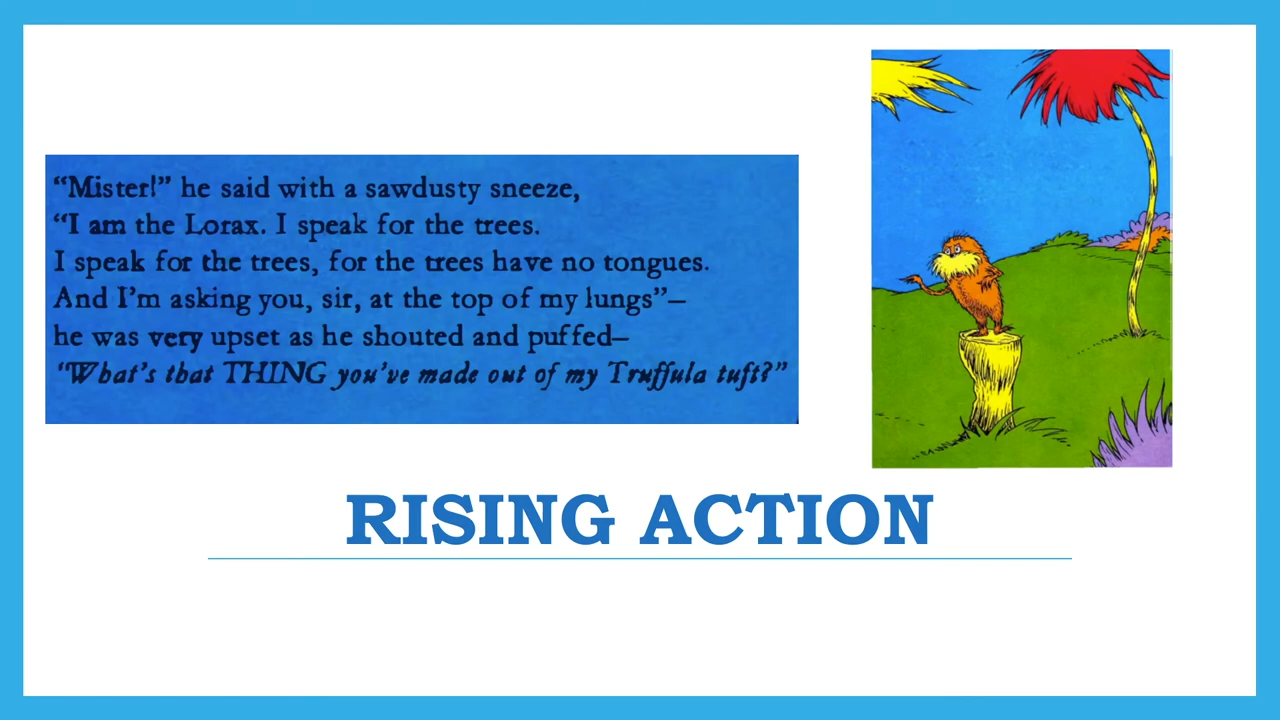 “Mister!” he said with a sawdusty sneeze,
“I am the Lorax. I speak for the trees.
I speak for the trees, for the trees have no tongues.
And I’m asking you, sir, at the top of my lungs”—
he was very upset as he shouted and puffed—
“What’s that THING you’ve made out of my Truffula tuft?”
RISING ACTION